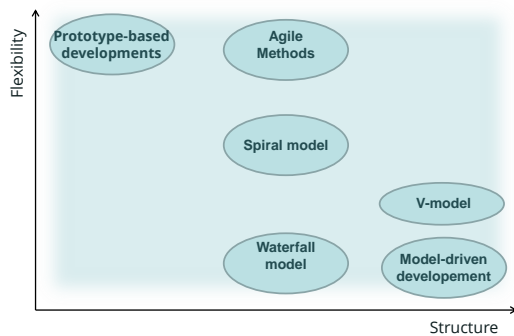 Flexibility
Prototype-based
developments
Agile
Methods
Spiral model
V-model
Waterfall
model
Model-driven
developement
Structure